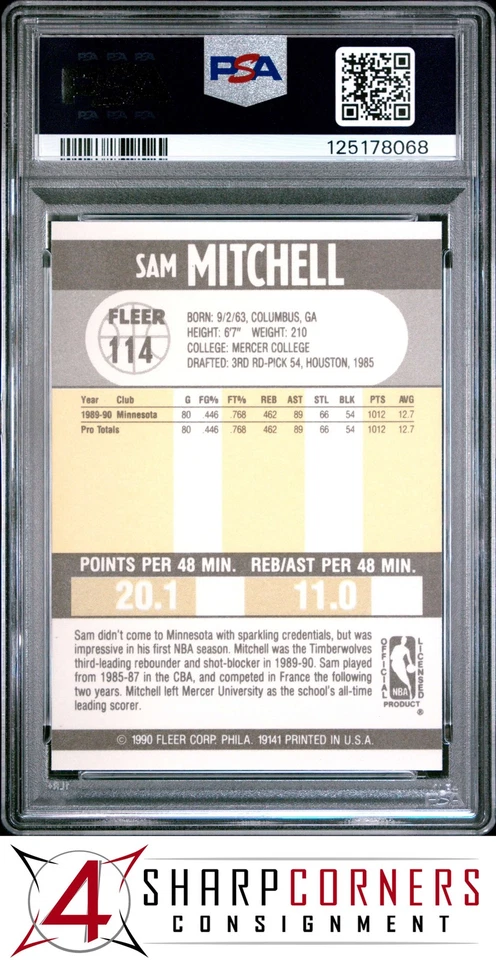 PSA
125178068
SAM MITCHELL
FLEER
114
BORN: 9/2/63, COLUMBUS, GA
HEIGHT: 6'7" WEIGHT: 210
COLLEGE: MERCER COLLEGE
DRAFTED: 3RD RD-PICK 54, HOUSTON, 1985
Year Club G FG% FT% REB AST STL BLK PTS AVG
1989-90 Minnesota 80 .446 .768 462 89 66 54 1012 12.7
Pro Totals 80 .446 .768 462 89 66 54 1012 12.7
POINTS PER 48 MIN. REB/AST PER 48 MIN.
20.1 11.0
Sam didn't come to Minnesota with sparkling credentials, but was
impressive in his first NBA season. Mitchell was the Timberwolves
third-leading rebounder and shot-blocker in 1989-90. Sam played
from 1985-87 in the CBA, and competed in France the following
two years. Mitchell left Mercer University as the school's all-time
leading scorer.
OFFICIAL LICENSED
NBA
PRODUCT
®
© 1990 FLEER CORP. PHILA. 19141 PRINTED IN U.S.A.
PSA
4 SHARPCORNERS
CONSIGNMENT